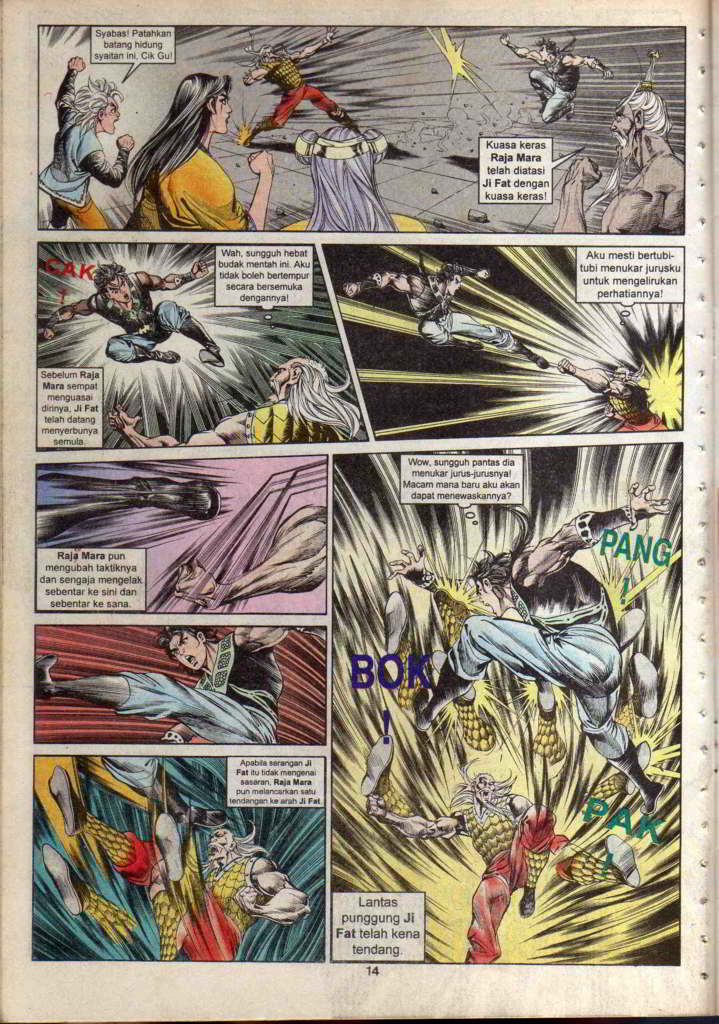 Syabas! Patahkan
batang hidung
syaitan ini, Cik Gu!
Kuasa keras
Raja Mara
telah diatasi
Ji Fat dengan
kuasa keras!
CAK
!
Wah, sungguh hebat
budak mentah ini. Aku
tidak boleh bertempur
secara bersemuka
dengannya!
Sebelum Raja
Mara sempat
menguasai
dirinya, Ji Fat
telah datang
menyerbunya
semula.
Aku mesti bertubi-
tubi menukar jurusku
untuk mengelirukan
perhatiannya!
Raja Mara pun
mengubah taktiknya
dan sengaja mengelak
sebentar ke sini dan
sebentar ke sana.
Apabila serangan Ji
Fat itu tidak mengenai
sasaran, Raja Mara
pun melancarkan satu
tendangan ke arah Ji Fat.
Wow, sungguh pantas dia
menukar jurus-jurusnya!
Macam mana baru aku akan
dapat menewaskannya?
PANG
!
BOK
!
PAK
!
Lantas
punggung Ji
Fat telah kena
tendang.
14